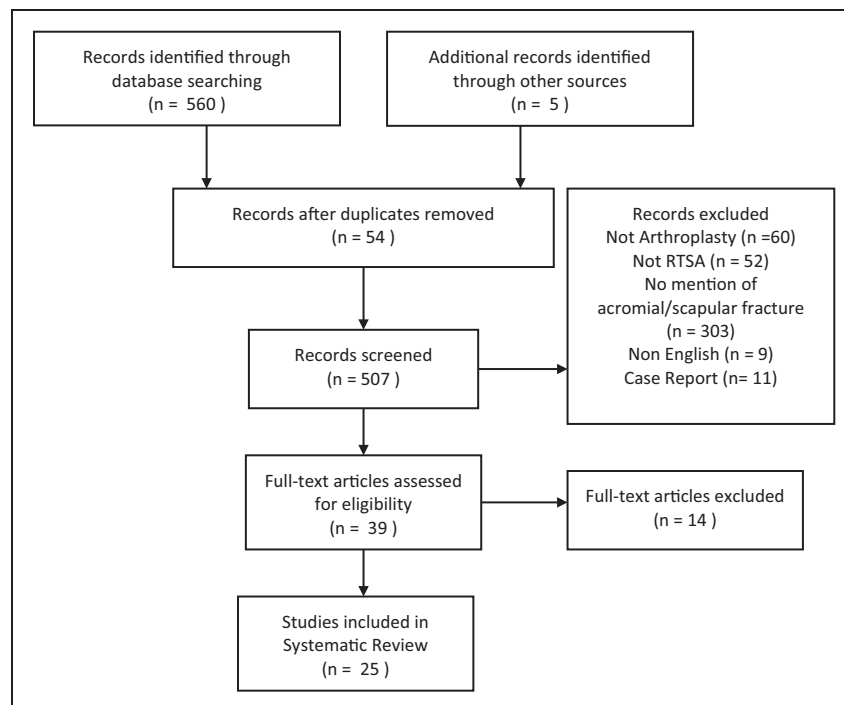 Records identified through
database searching
(n = 560)
Additional records identified
through other sources
(n = 5)
Records after duplicates removed
(n = 54)
Records excluded
Not Arthroplasty (n =60)
Not RTSA (n = 52)
No mention of
acromial/scapular fracture
(n = 303)
Non English (n = 9)
Case Report (n= 11)
Records screened
(n = 507)
Full-text articles assessed
for eligibility
(n = 39)
Full-text articles excluded
(n = 14 )
Studies included in
Systematic Review
(n = 25 )